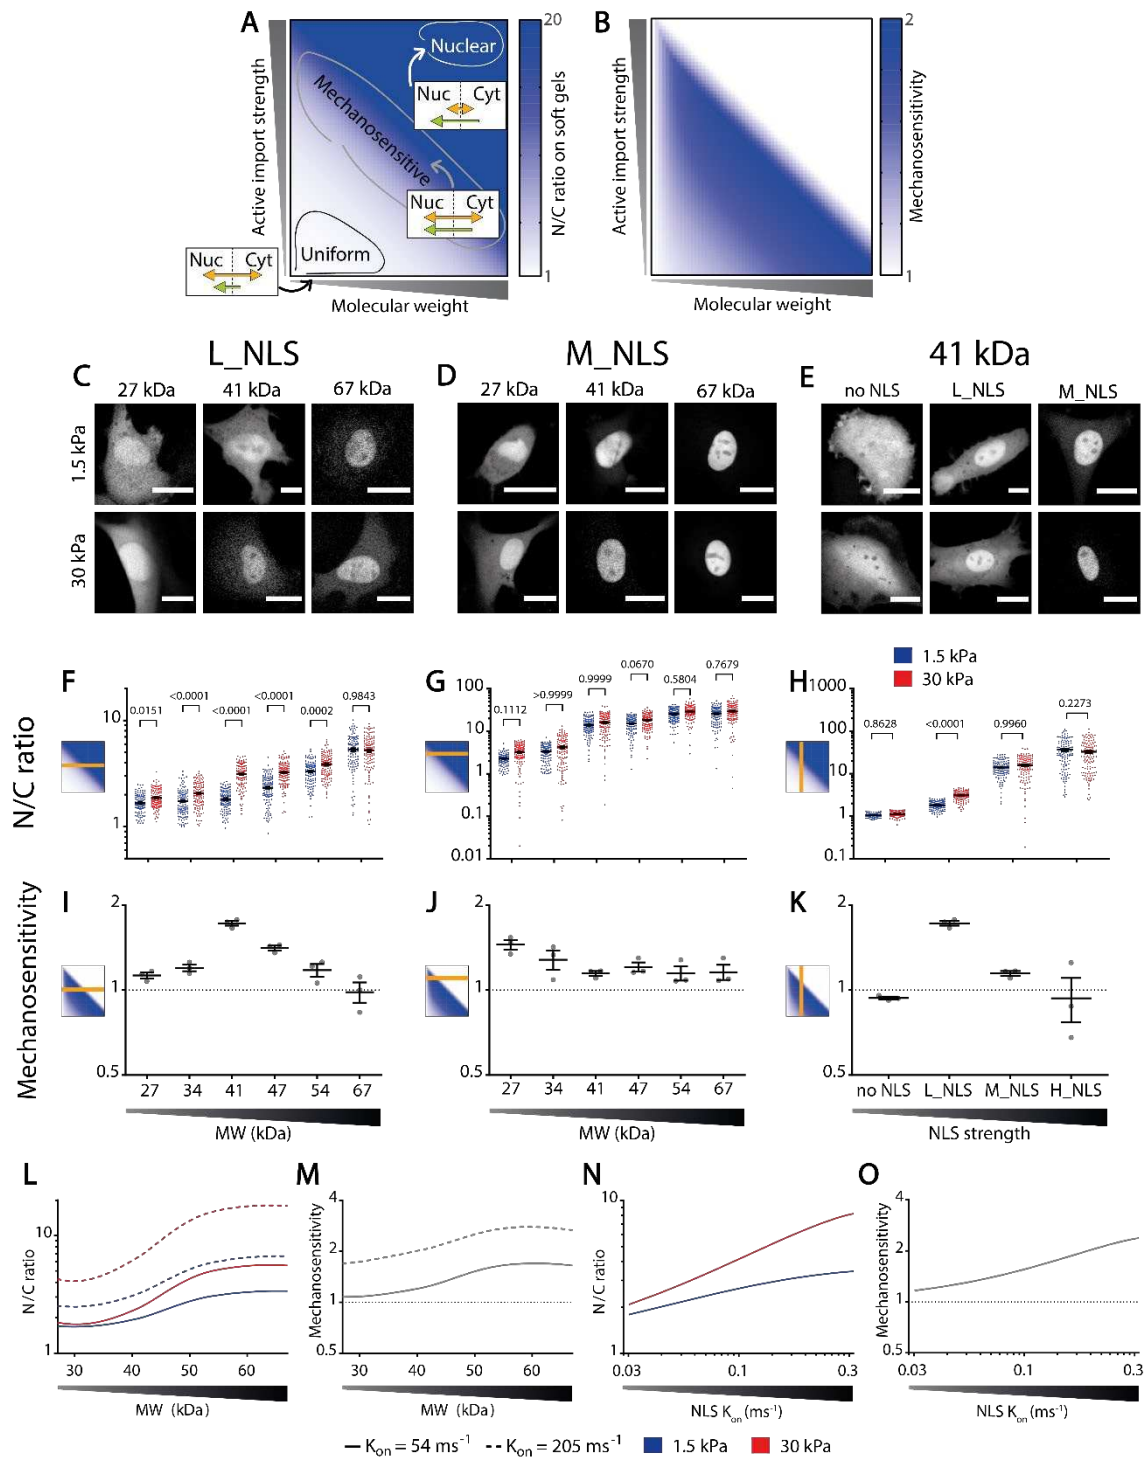 A
B
20
2
Nuclear
Nuc Cyt
Mechanosensitive
Nuc Cyt
Uniform
Nuc Cyt
1
1
Active import strength
Molecular weight
N/C ratio on soft gels
Active import strength
Molecular weight
Mechanosensitivity
L_NLS
M_NLS
41 kDa
C
27 kDa 41 kDa 67 kDa
D
27 kDa 41 kDa 67 kDa
E
no NLS L_NLS M_NLS
1.5 kPa
30 kPa
1.5 kPa
30 kPa
F
N/C ratio
10
1
0.0151 <0.0001 <0.0001 <0.0001 0.0002 0.9843
G
100
10
1
0.1
0.01
0.1112 >0.9999 0.9999 0.0670 0.5804 0.7679
H
1000
100
10
1
0.1
0.8628 <0.0001 0.9960 0.2273
I
Mechanosensitivity
2
1
0.5
27 34 41 47 54 67
MW (kDa)
J
2
1
0.5
27 34 41 47 54 67
MW (kDa)
K
2
1
0.5
no NLS L_NLS M_NLS H_NLS
NLS strength
L
N/C ratio
10
1
30 40 50 60
MW (kDa)
M
Mechanosensitivity
4
2
1
0.5
30 40 50 60
MW (kDa)
N
N/C ratio
10
1
0.03 0.1 0.3
NLS Kon (ms-1)
O
Mechanosensitivity
4
2
1
0.5
0.03 0.1 0.3
NLS Kon (ms-1)
Kon = 54 ms-1 Kon = 205 ms-1 1.5 kPa 30 kPa